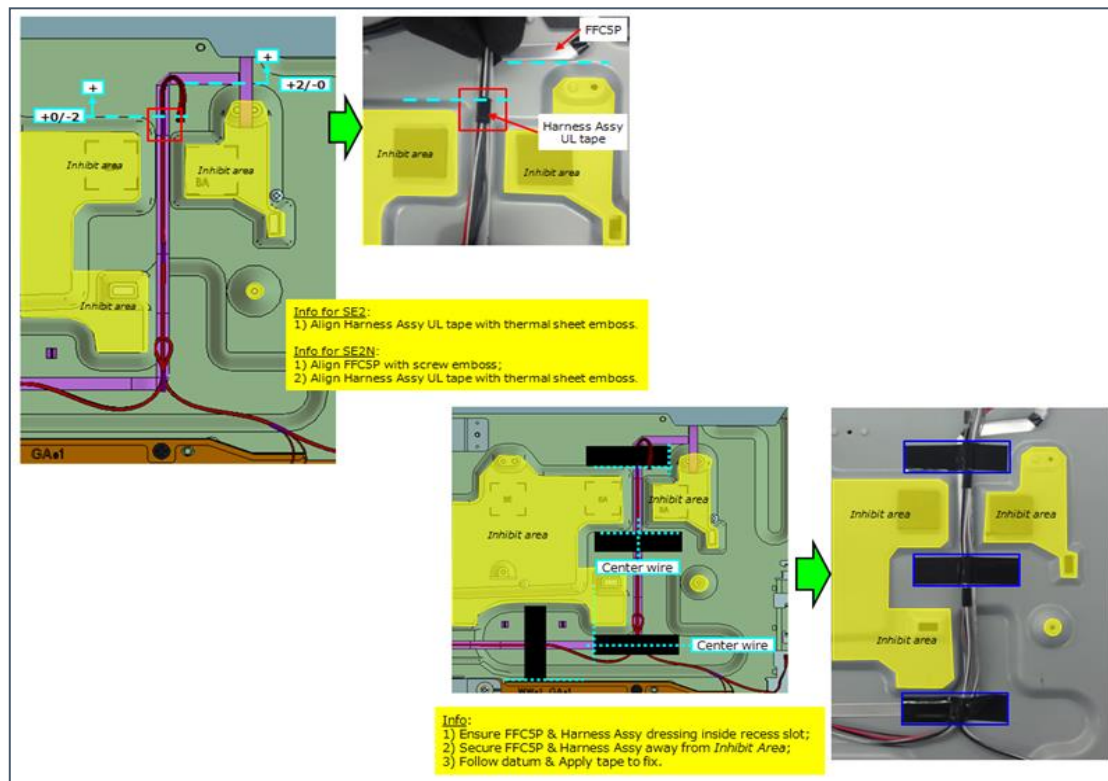 FFC5P
+
+
+2/-0
+0/-2
Harness Assy
UL tape
Inhibit area
Inhibit area
BA
Inhibit area
Inhibit area
Inhibit area
GA●1
Info for SE2:
1) Align Harness Assy UL tape with thermal sheet emboss.
Info for SE2N:
1) Align FFC5P with screw emboss;
2) Align Harness Assy UL tape with thermal sheet emboss.
Inhibit area
BA
Inhibit area
Center wire
Center wire
Inhibit area
Inhibit area
Inhibit area
Info:
1) Ensure FFC5P & Harness Assy dressing inside recess slot;
2) Secure FFC5P & Harness Assy away from Inhibit Area;
3) Follow datum & Apply tape to fix.